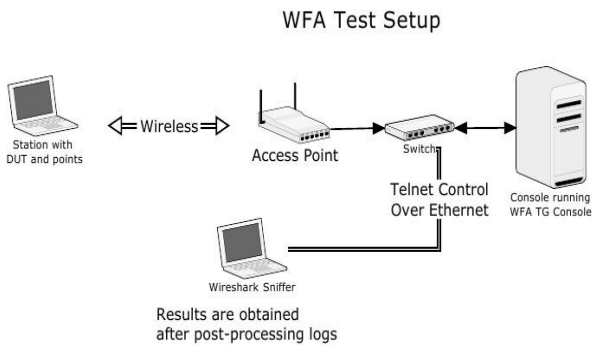 WFA Test Setup
Station with
DUT and points
Wireless
Access Point
Switch
Telnet Control
Over Ethernet
Console running
WFA TG Console
Wireshark Sniffer
Results are obtained
after post-processing logs